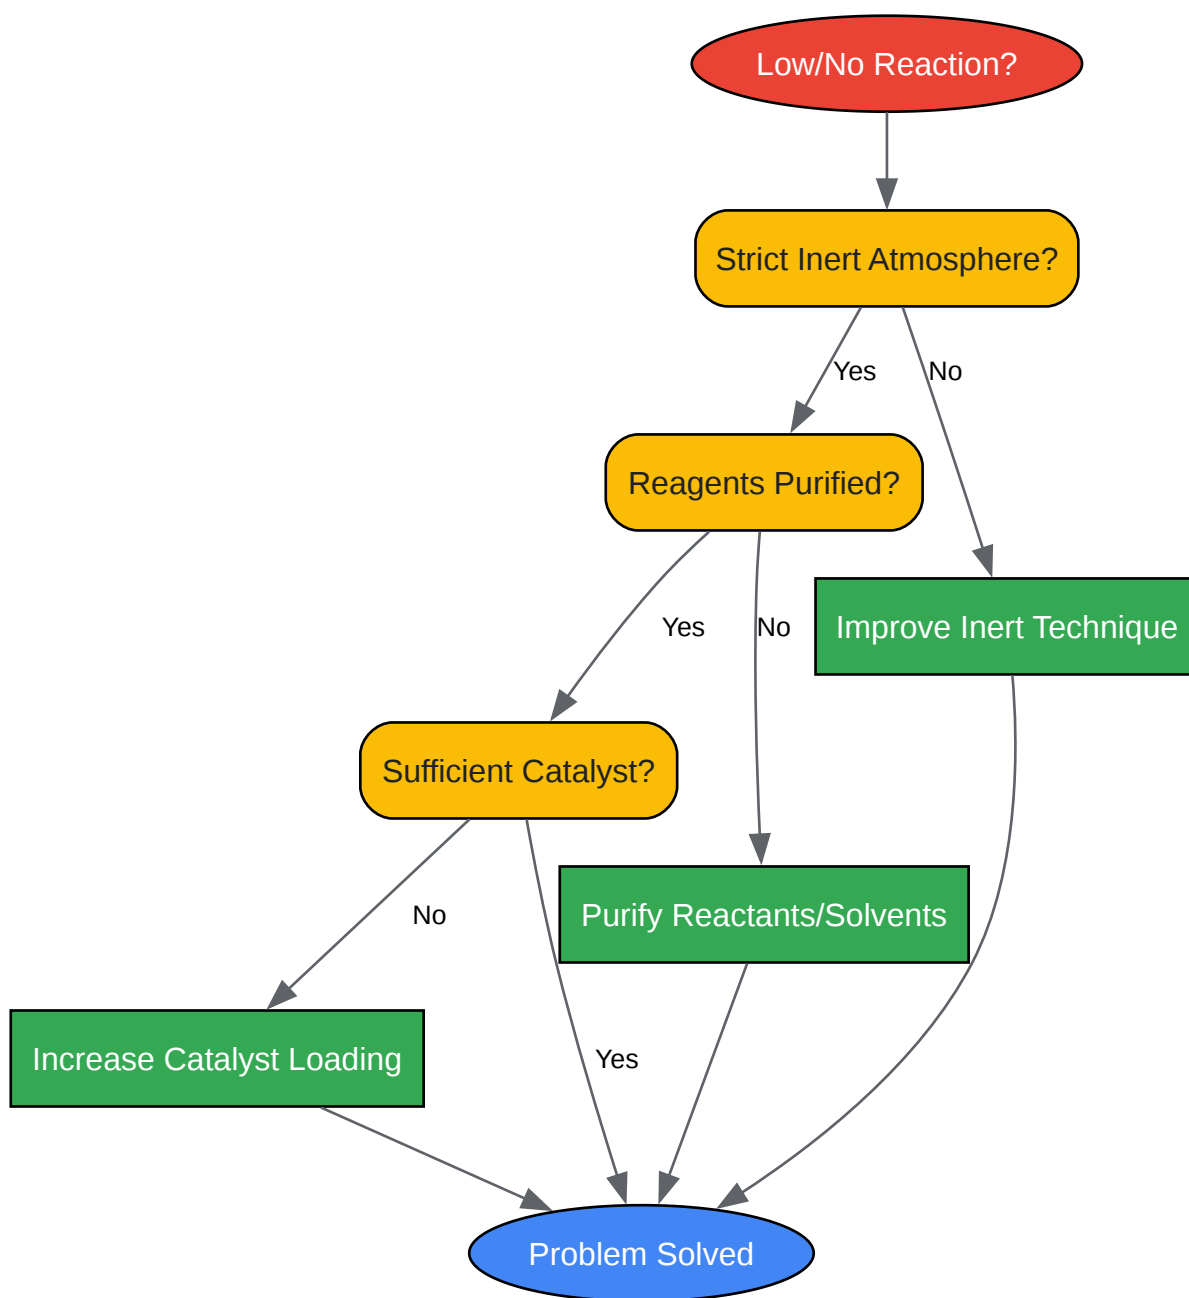 Low/No Reaction?
Strict Inert Atmosphere?
Yes
No
Reagents Purified?
Yes
No
Improve Inert Technique
Sufficient Catalyst?
No
Purify Reactants/Solvents
Yes
Increase Catalyst Loading
Problem Solved